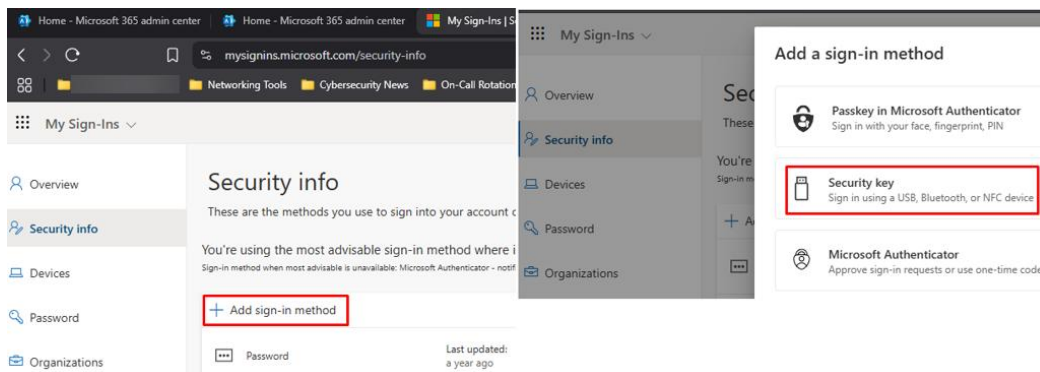 Home - Microsoft 365 admin center
Home - Microsoft 365 admin center
My Sign-Ins | S
mysignins.microsoft.com/security-info
Networking Tools
Cybersecurity News
On-Call Rotation
My Sign-Ins
Overview
Security info
Devices
Password
Organizations
Security info
These are the methods you use to sign into your account
You're using the most advisable sign-in method where i
Sign-in method when most advisable is unavailable: Microsoft Authenticator - notif
+ Add sign-in method
Password
Last updated:
a year ago
My Sign-Ins
Overview
Security info
Devices
Password
Organizations
Sec
These
You're
Sign-in m
+ A
Add a sign-in method
Passkey in Microsoft Authenticator
Sign in with your face, fingerprint, PIN
Security key
Sign in using a USB, Bluetooth, or NFC device
Microsoft Authenticator
Approve sign-in requests or use one-time code